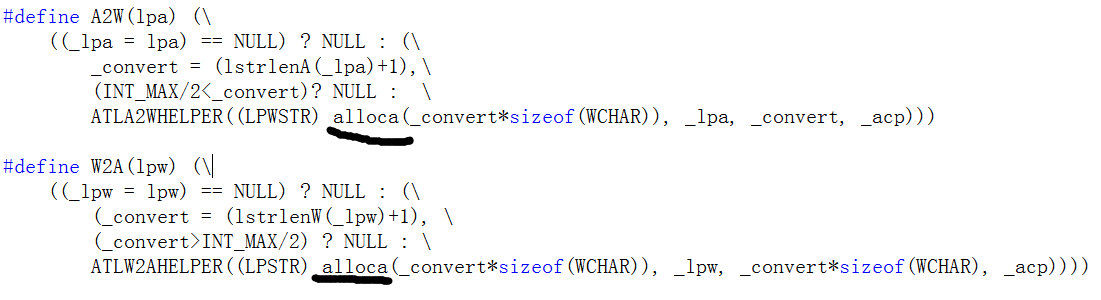 #define A2W(lpa) (\
    ((_lpa = lpa) == NULL) ? NULL : (\
        _convert = (lstrlenA(_lpa)+1),\
        (INT_MAX/2<_convert)? NULL :  \
        ATLA2WHELPER((LPWSTR) alloca(_convert*sizeof(WCHAR)), _lpa, _convert, _acp)))
#define W2A(lpw) (\
    ((_lpw = lpw) == NULL) ? NULL : (\
        (_convert = (lstrlenW(_lpw)+1), \
        (_convert>INT_MAX/2) ? NULL : \
        ATLW2AHELPER((LPSTR) alloca(_convert*sizeof(WCHAR)), _lpw, _convert*sizeof(WCHAR), _acp))))